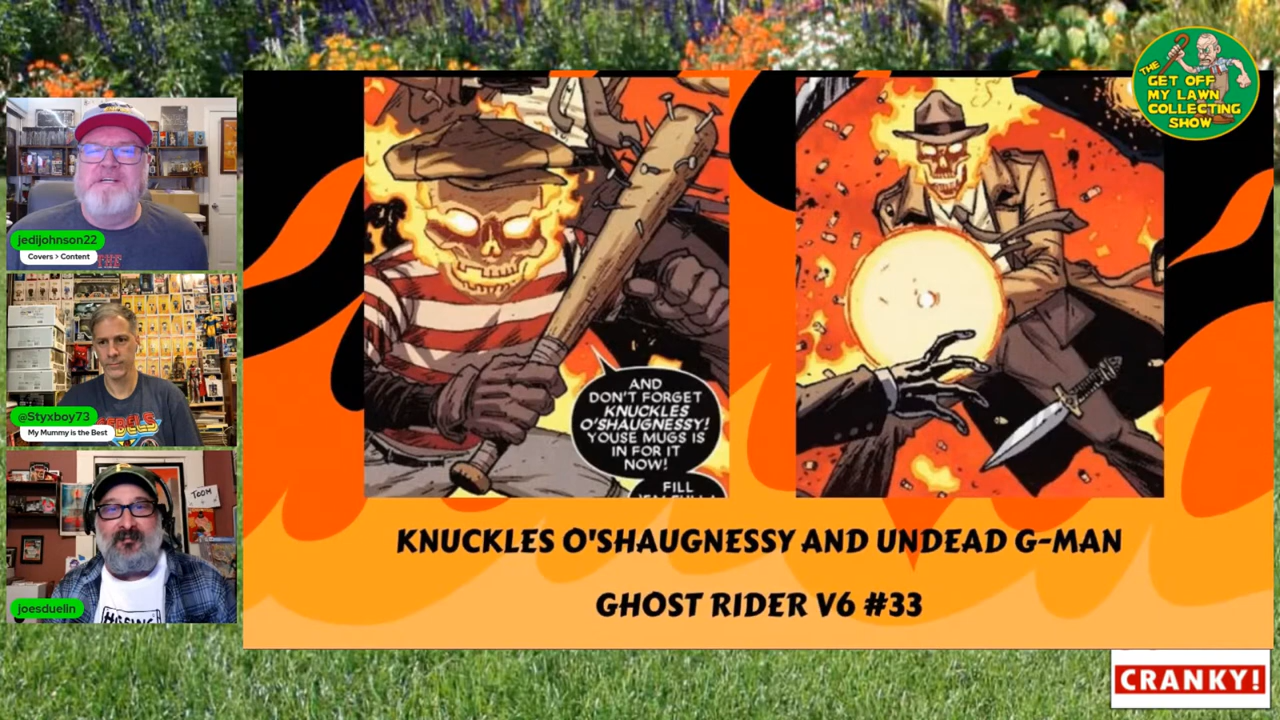 THE
GET OFF
MY LAWN
COLLECTING
SHOW
jedijohnson22
Covers > Content
@Styxboy73
My Mummy is the Best
TOOM
joesduelin
AND
DON'T FORGET
KNUCKLES
O'SHAUGNESSY!
YOUSE MUGS IS
IN FOR IT
NOW!
FILL
KNUCKLES O'SHAUGNESSY AND UNDEAD G-MAN
GHOST RIDER V6 #33
CRANKY!